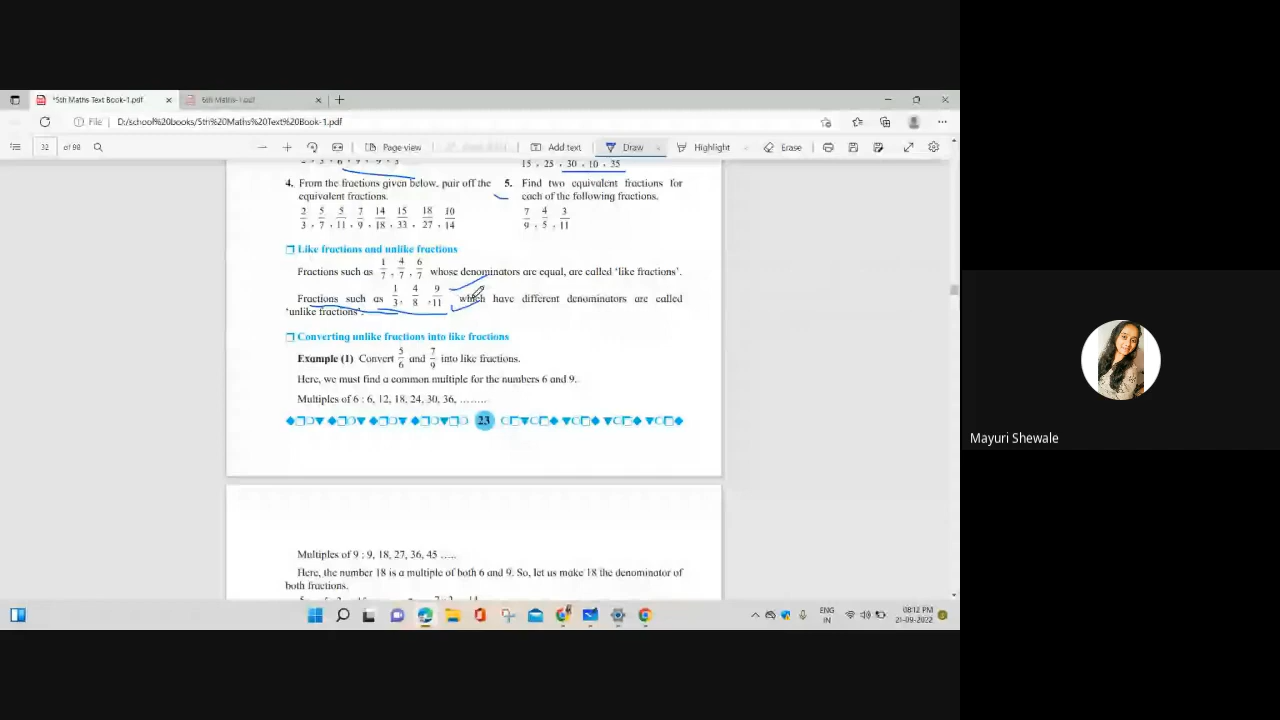 *5th Maths Text Book-1.pdf
6th Maths-1.pdf
File
D:/school%20books/5th%20Maths%20Text%20Book-1.pdf
32 of 98
Page view
Add text
Draw
Highlight
Erase
15 , 25 , 30 , 10 , 35
4. From the fractions given below, pair off the
equivalent fractions.
2/3 , 5/7 , 5/11 , 7/9 , 14/18 , 15/33 , 18/27 , 10/14
5. Find two equivalent fractions for
each of the following fractions.
7/9 , 4/5 , 3/11
Like fractions and unlike fractions
Fractions such as 1/7 , 4/7 , 6/7 whose denominators are equal, are called 'like fractions'.
Fractions such as 1/3 , 4/8 , 9/11 which have different denominators are called
'unlike fractions'.
Converting unlike fractions into like fractions
Example (1) Convert 5/6 and 7/9 into like fractions.
Here, we must find a common multiple for the numbers 6 and 9.
Multiples of 6 : 6, 12, 18, 24, 30, 36, ........
23
Multiples of 9 : 9, 18, 27, 36, 45 .....
Here, the number 18 is a multiple of both 6 and 9. So, let us make 18 the denominator of
both fractions.
Mayuri Shewale
ENG
IN
08:12 PM
21-09-2022